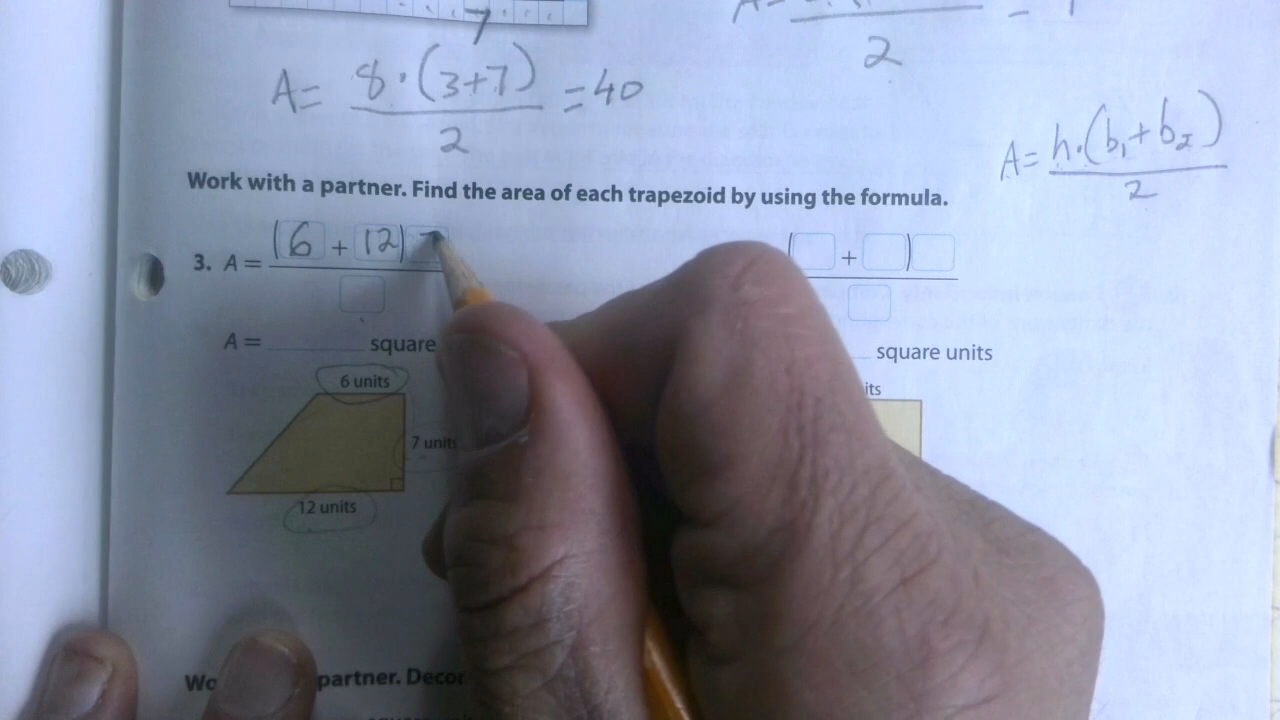 7
A= 8·(3+7) =40
2
2
A= h·(b₁+b₂)
2
Work with a partner. Find the area of each trapezoid by using the formula.
3. A = (6 + 12)
( + )
A = square
square units
6 units
7 units
12 units
partner.